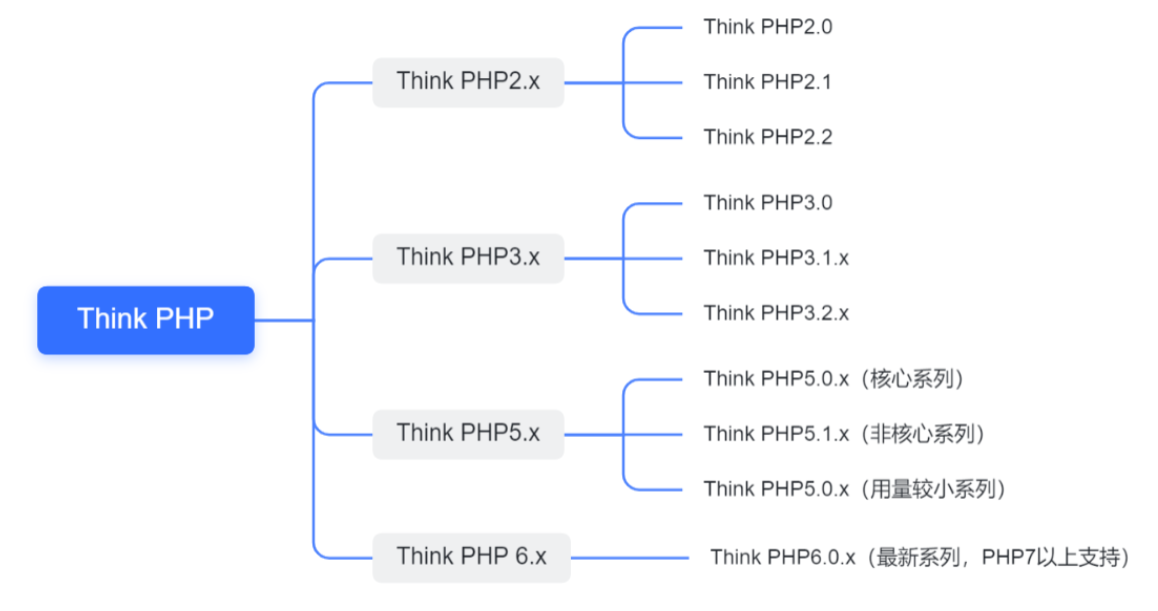 Think PHP
Think PHP2.x
Think PHP2.0
Think PHP2.1
Think PHP2.2
Think PHP3.x
Think PHP3.0
Think PHP3.1.x
Think PHP3.2.x
Think PHP5.x
Think PHP5.0.x（核心系列）
Think PHP5.1.x（非核心系列）
Think PHP5.0.x（用量较小系列）
Think PHP 6.x
Think PHP6.0.x（最新系列，PHP7以上支持）